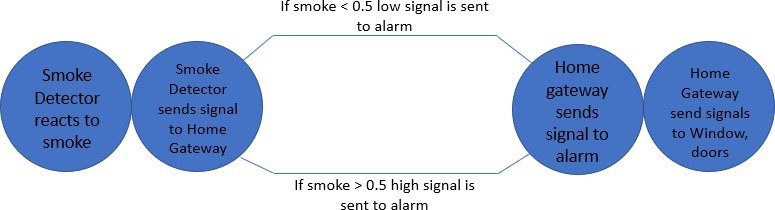 If smoke < 0.5 low signal is sent
to alarm
Smoke
Detector
reacts to
smoke
Smoke
Detector
sends signal
to Home
Gateway
Home
gateway
sends
signal to
alarm
Home
Gateway
send signals
to Window,
doors
If smoke > 0.5 high signal is
sent to alarm